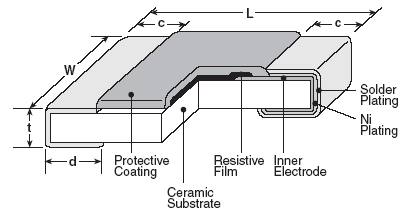 L
c
c
W
Solder
Plating
Ni
Plating
t
d
Protective
Coating
Resistive
Film
Inner
Electrode
Ceramic
Substrate